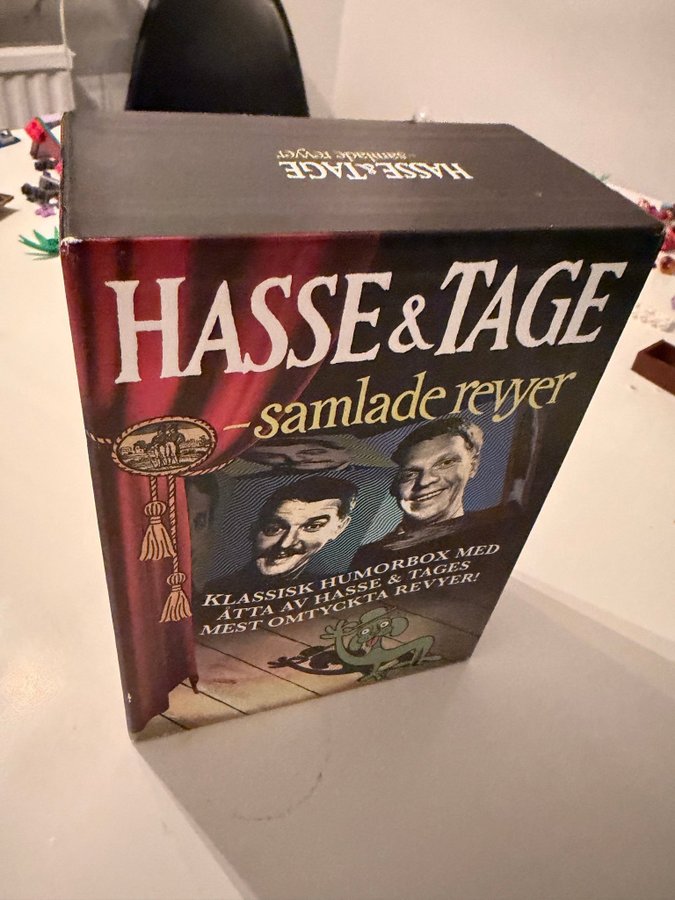 HASSE & TAGE
–samlade revyer
HASSE & TAGE
–samlade revyer
KLASSISK HUMORBOX MED
ÅTTA AV HASSE & TAGES
MEST OMTYCKTA REVYER!